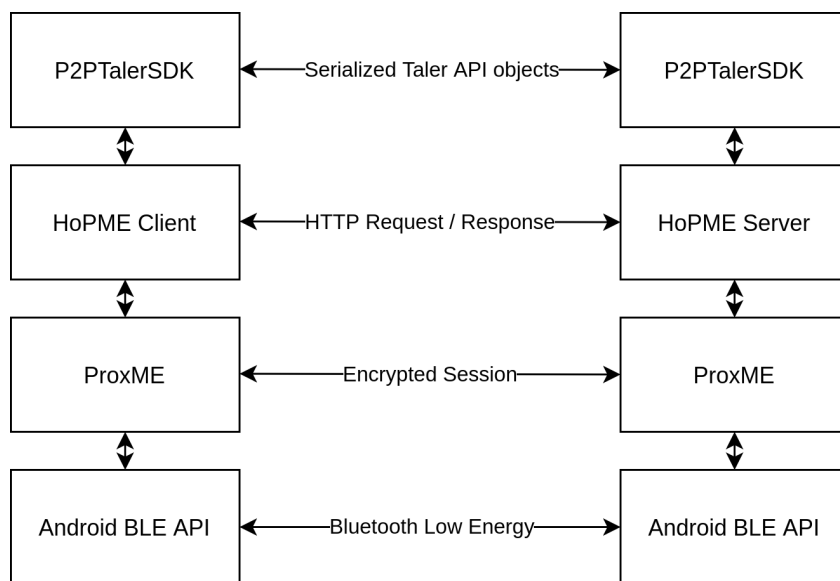 P2PTalerSDK Serialized Taler API objects P2PTalerSDK
HoPME Client HTTP Request / Response HoPME Server
ProxME Encrypted Session ProxME
Android BLE API Bluetooth Low Energy Android BLE API